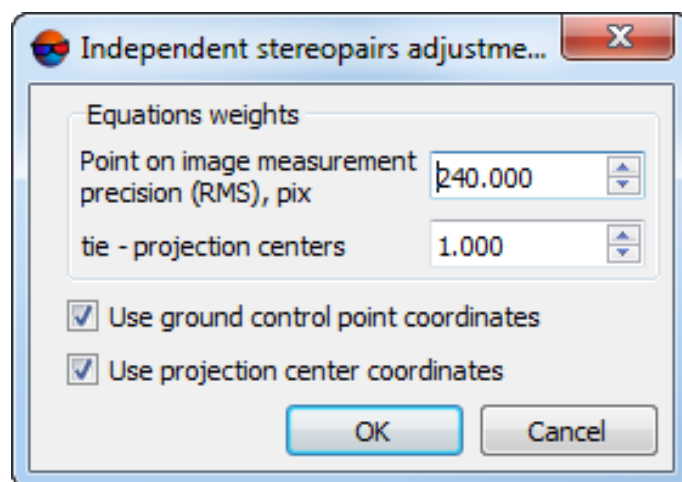 Independent stereopairs adjustme...
Equations weights
Point on image measurement
precision (RMS), pix
240.000
tie - projection centers
1.000
Use ground control point coordinates
Use projection center coordinates
OK
Cancel